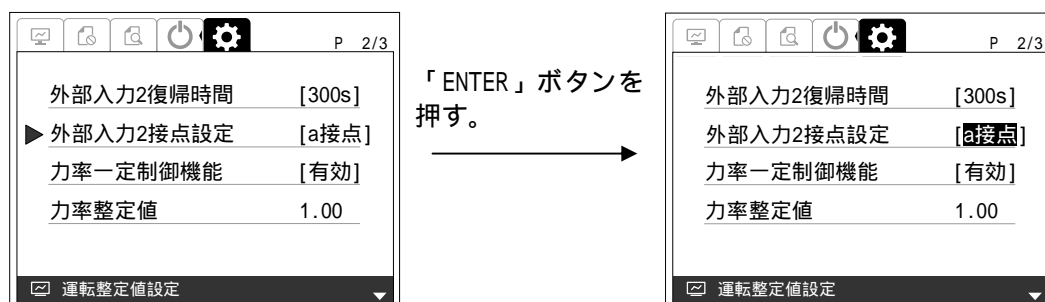 P 2/3
外部入力2復帰時間 [300s]
外部入力2接点設定 [a接点]
力率一定制御機能 [有効]
力率整定値 1.00
運転整定値設定
「ENTER」ボタンを
押す。
P 2/3
外部入力2復帰時間 [300s]
外部入力2接点設定 [a接点]
力率一定制御機能 [有効]
力率整定値 1.00
運転整定値設定